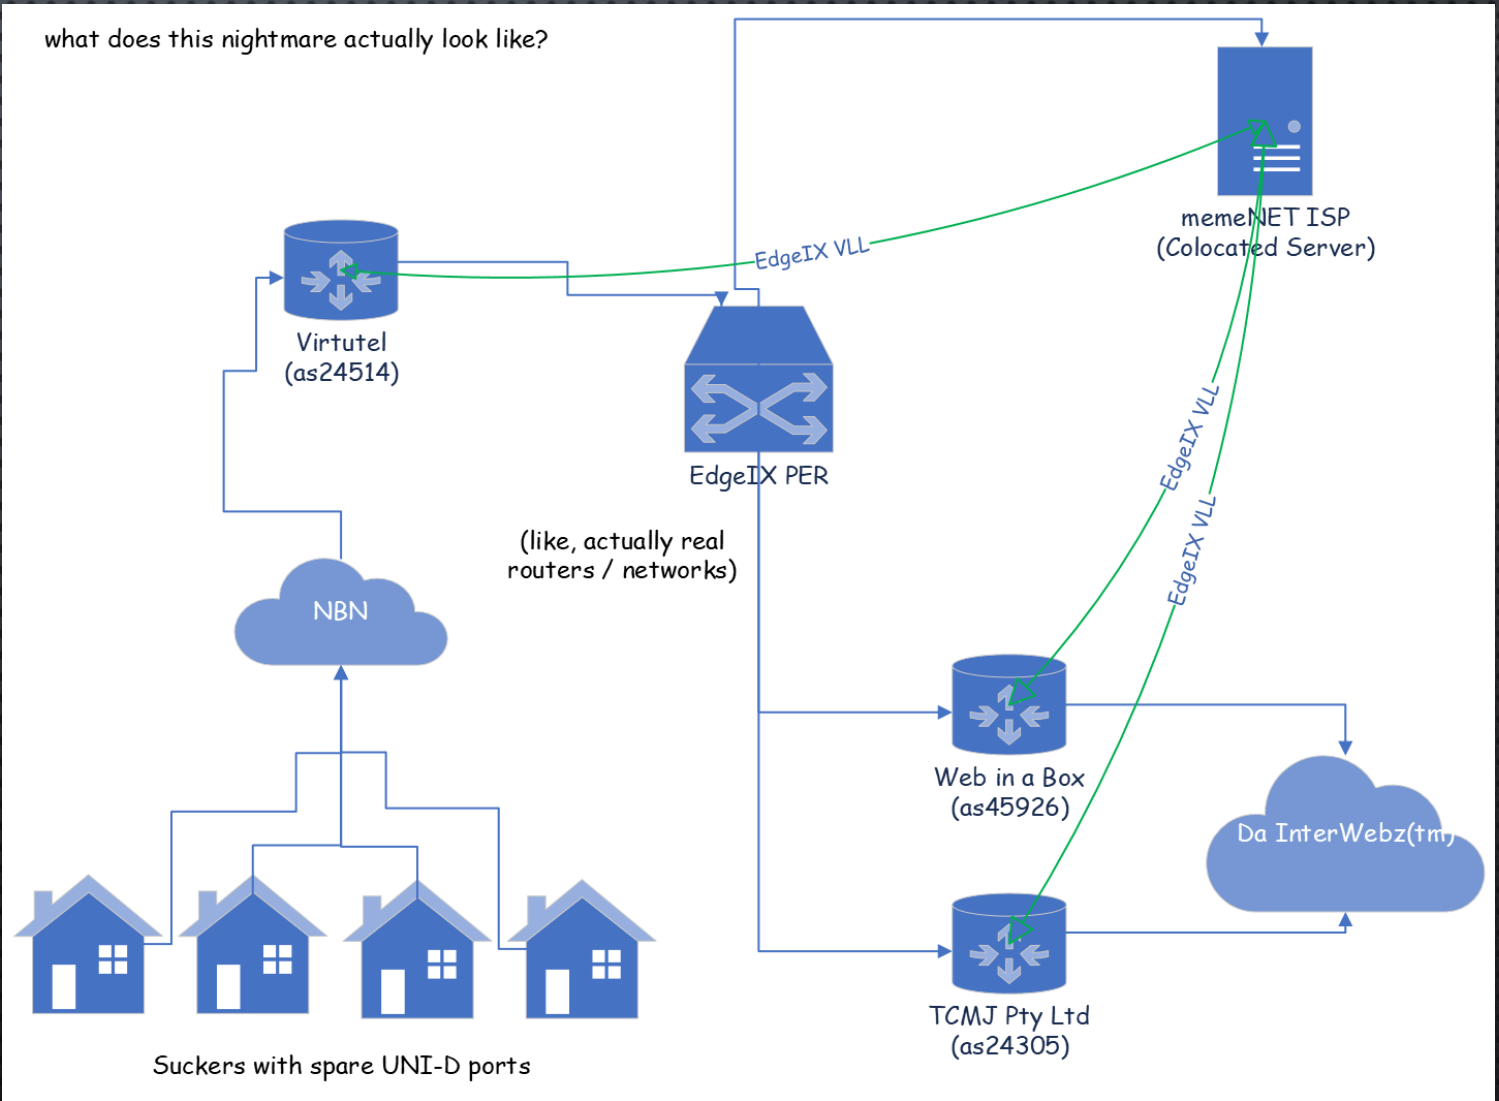 what does this nightmare actually look like?
memeNET ISP
(Colocated Server)
EdgeIX VLL
Virtutel
(as24514)
EdgeIX PER
EdgeIX VLL
EdgeIX VLL
(like, actually real
routers / networks)
NBN
Web in a Box
(as45926)
Da InterWebz(tm)
TCMJ Pty Ltd
(as24305)
Suckers with spare UNI-D ports